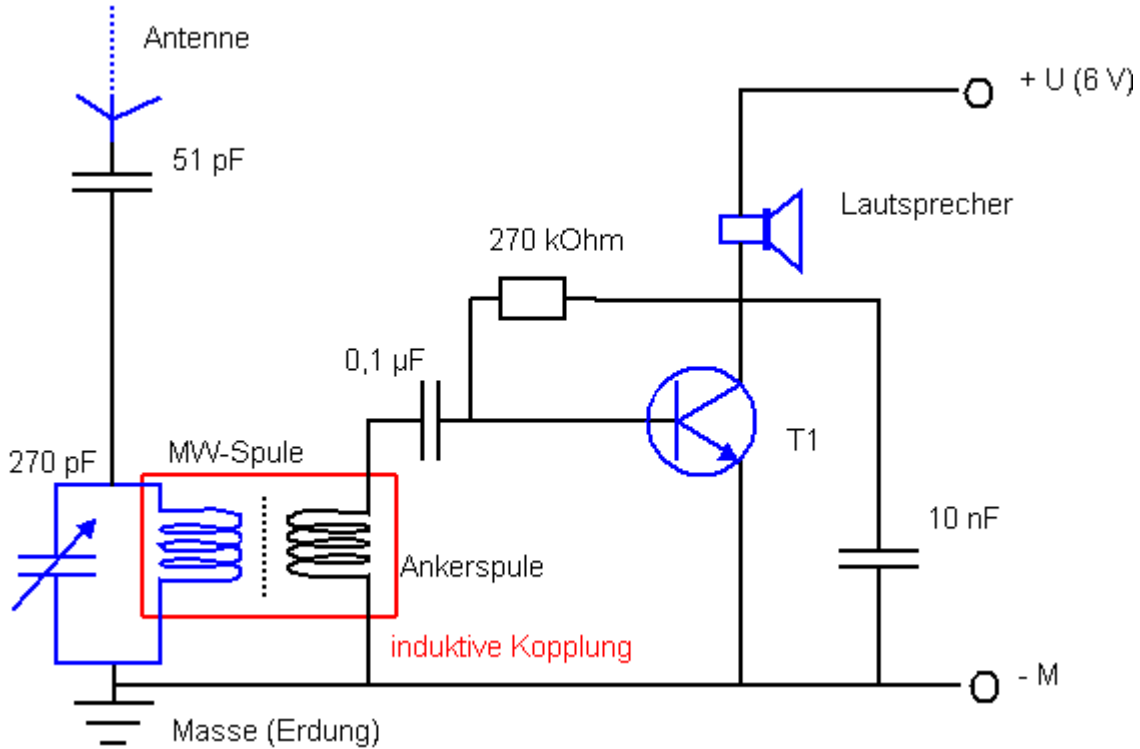 Antenne
+ U (6 V)
51 pF
Lautsprecher
270 kOhm
0,1 µF
T1
MW-Spule
270 pF
10 nF
Ankerspule
induktive Kopplung
- M
Masse (Erdung)